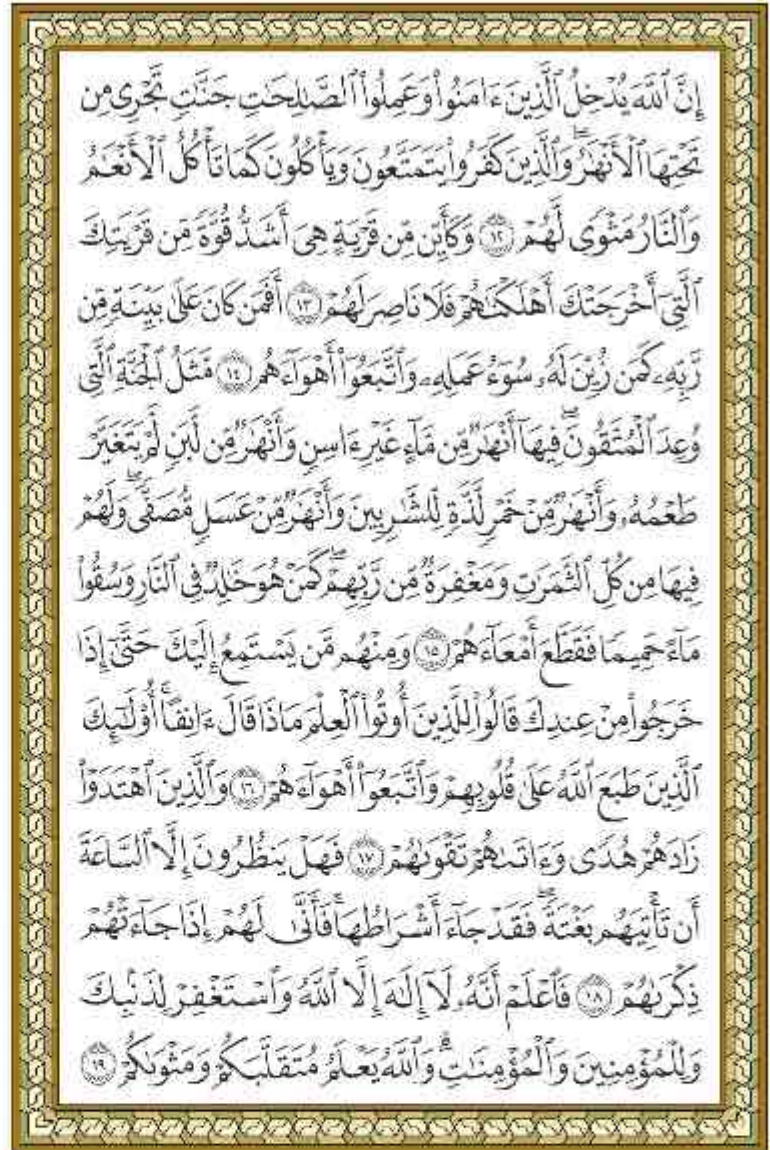 إِنَّ ٱللَّهَ يُدْخِلُ ٱلَّذِينَ ءَامَنُوا۟ وَعَمِلُوا۟ ٱلصَّٰلِحَٰتِ جَنَّٰتٍ تَجْرِى مِن
تَحْتِهَا ٱلْأَنْهَٰرُ ۖ وَٱلَّذِينَ كَفَرُوا۟ يَتَمَتَّعُونَ وَيَأْكُلُونَ كَمَا تَأْكُلُ ٱلْأَنْعَٰمُ
وَٱلنَّارُ مَثْوًى لَّهُمْ ١٢ وَكَأَيِّن مِّن قَرْيَةٍ هِىَ أَشَدُّ قُوَّةً مِّن قَرْيَتِكَ
ٱلَّتِىٓ أَخْرَجَتْكَ أَهْلَكْنَٰهُمْ فَلَا نَاصِرَ لَهُمْ ١٣ أَفَمَن كَانَ عَلَىٰ بَيِّنَةٍ مِّن
رَّبِّهِۦ كَمَن زُيِّنَ لَهُۥ سُوٓءُ عَمَلِهِۦ وَٱتَّبَعُوٓا۟ أَهْوَآءَهُم ١٤ مَّثَلُ ٱلْجَنَّةِ ٱلَّتِى
وُعِدَ ٱلْمُتَّقُونَ ۖ فِيهَآ أَنْهَٰرٌ مِّن مَّآءٍ غَيْرِ ءَاسِنٍ وَأَنْهَٰرٌ مِّن لَّبَنٍ لَّمْ يَتَغَيَّرْ
طَعْمُهُۥ وَأَنْهَٰرٌ مِّنْ خَمْرٍ لَّذَّةٍ لِّلشَّٰرِبِينَ وَأَنْهَٰرٌ مِّنْ عَسَلٍ مُّصَفًّى ۖ وَلَهُمْ
فِيهَا مِن كُلِّ ٱلثَّمَرَٰتِ وَمَغْفِرَةٌ مِّن رَّبِّهِمْ ۖ كَمَنْ هُوَ خَٰلِدٌ فِى ٱلنَّارِ وَسُقُوا۟
مَآءً حَمِيمًا فَقَطَّعَ أَمْعَآءَهُمْ ١٥ وَمِنْهُم مَّن يَسْتَمِعُ إِلَيْكَ حَتَّىٰٓ إِذَا
خَرَجُوا۟ مِنْ عِندِكَ قَالُوا۟ لِلَّذِينَ أُوتُوا۟ ٱلْعِلْمَ مَاذَا قَالَ ءَانِفًا ۚ أُو۟لَٰٓئِكَ
ٱلَّذِينَ طَبَعَ ٱللَّهُ عَلَىٰ قُلُوبِهِمْ وَٱتَّبَعُوٓا۟ أَهْوَآءَهُمْ ١٦ وَٱلَّذِينَ ٱهْتَدَوْا۟
زَادَهُمْ هُدًى وَءَاتَىٰهُمْ تَقْوَىٰهُمْ ١٧ فَهَلْ يَنظُرُونَ إِلَّا ٱلسَّاعَةَ
أَن تَأْتِيَهُم بَغْتَةً ۖ فَقَدْ جَآءَ أَشْرَاطُهَا ۚ فَأَنَّىٰ لَهُمْ إِذَا جَآءَتْهُمْ
ذِكْرَىٰهُمْ ١٨ فَٱعْلَمْ أَنَّهُۥ لَآ إِلَٰهَ إِلَّا ٱللَّهُ وَٱسْتَغْفِرْ لِذَنۢبِكَ
وَلِلْمُؤْمِنِينَ وَٱلْمُؤْمِنَٰتِ ۗ وَٱللَّهُ يَعْلَمُ مُتَقَلَّبَكُمْ وَمَثْوَىٰكُمْ ١٩